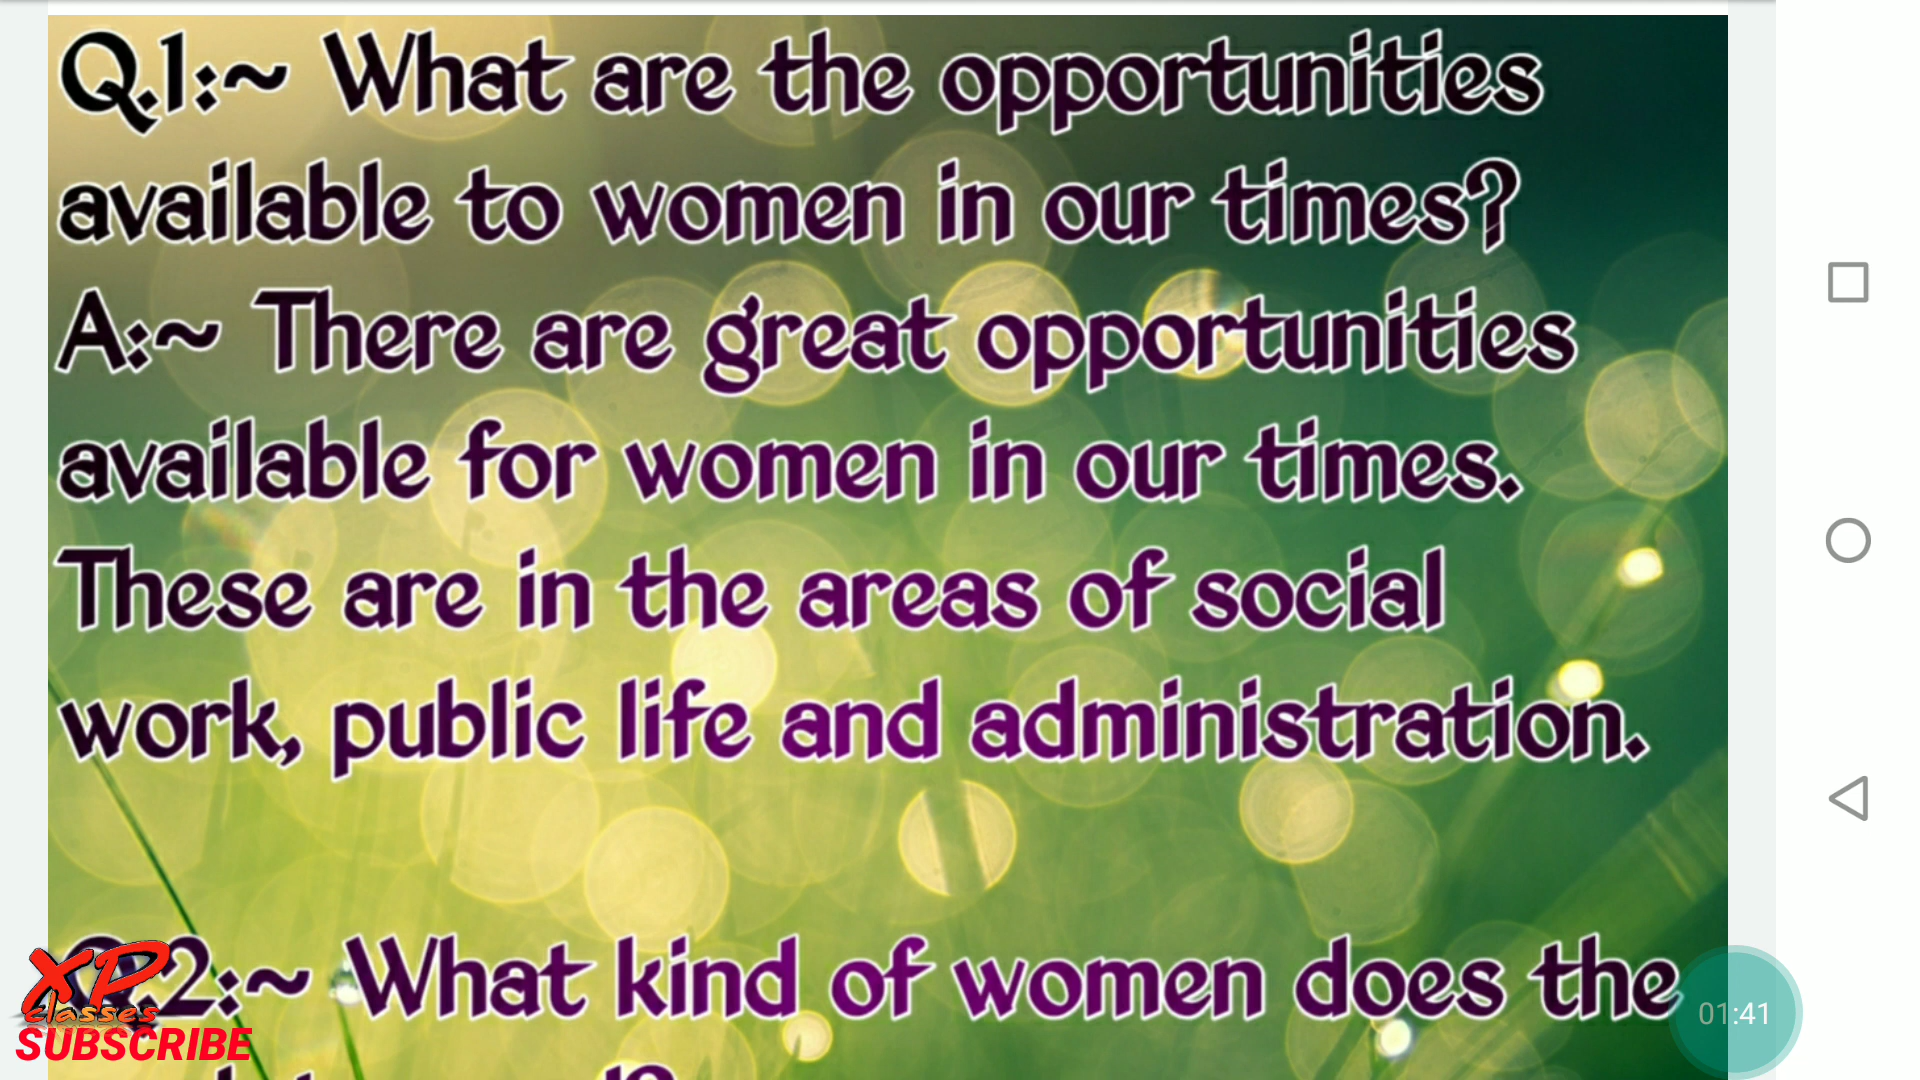 Q.1:~ What are the opportunities
available to women in our times?
A:~ There are great opportunities
available for women in our times.
These are in the areas of social
work, public life and administration.
Q.2:~ What kind of women does the
XP
Classes
SUBSCRIBE
01:41